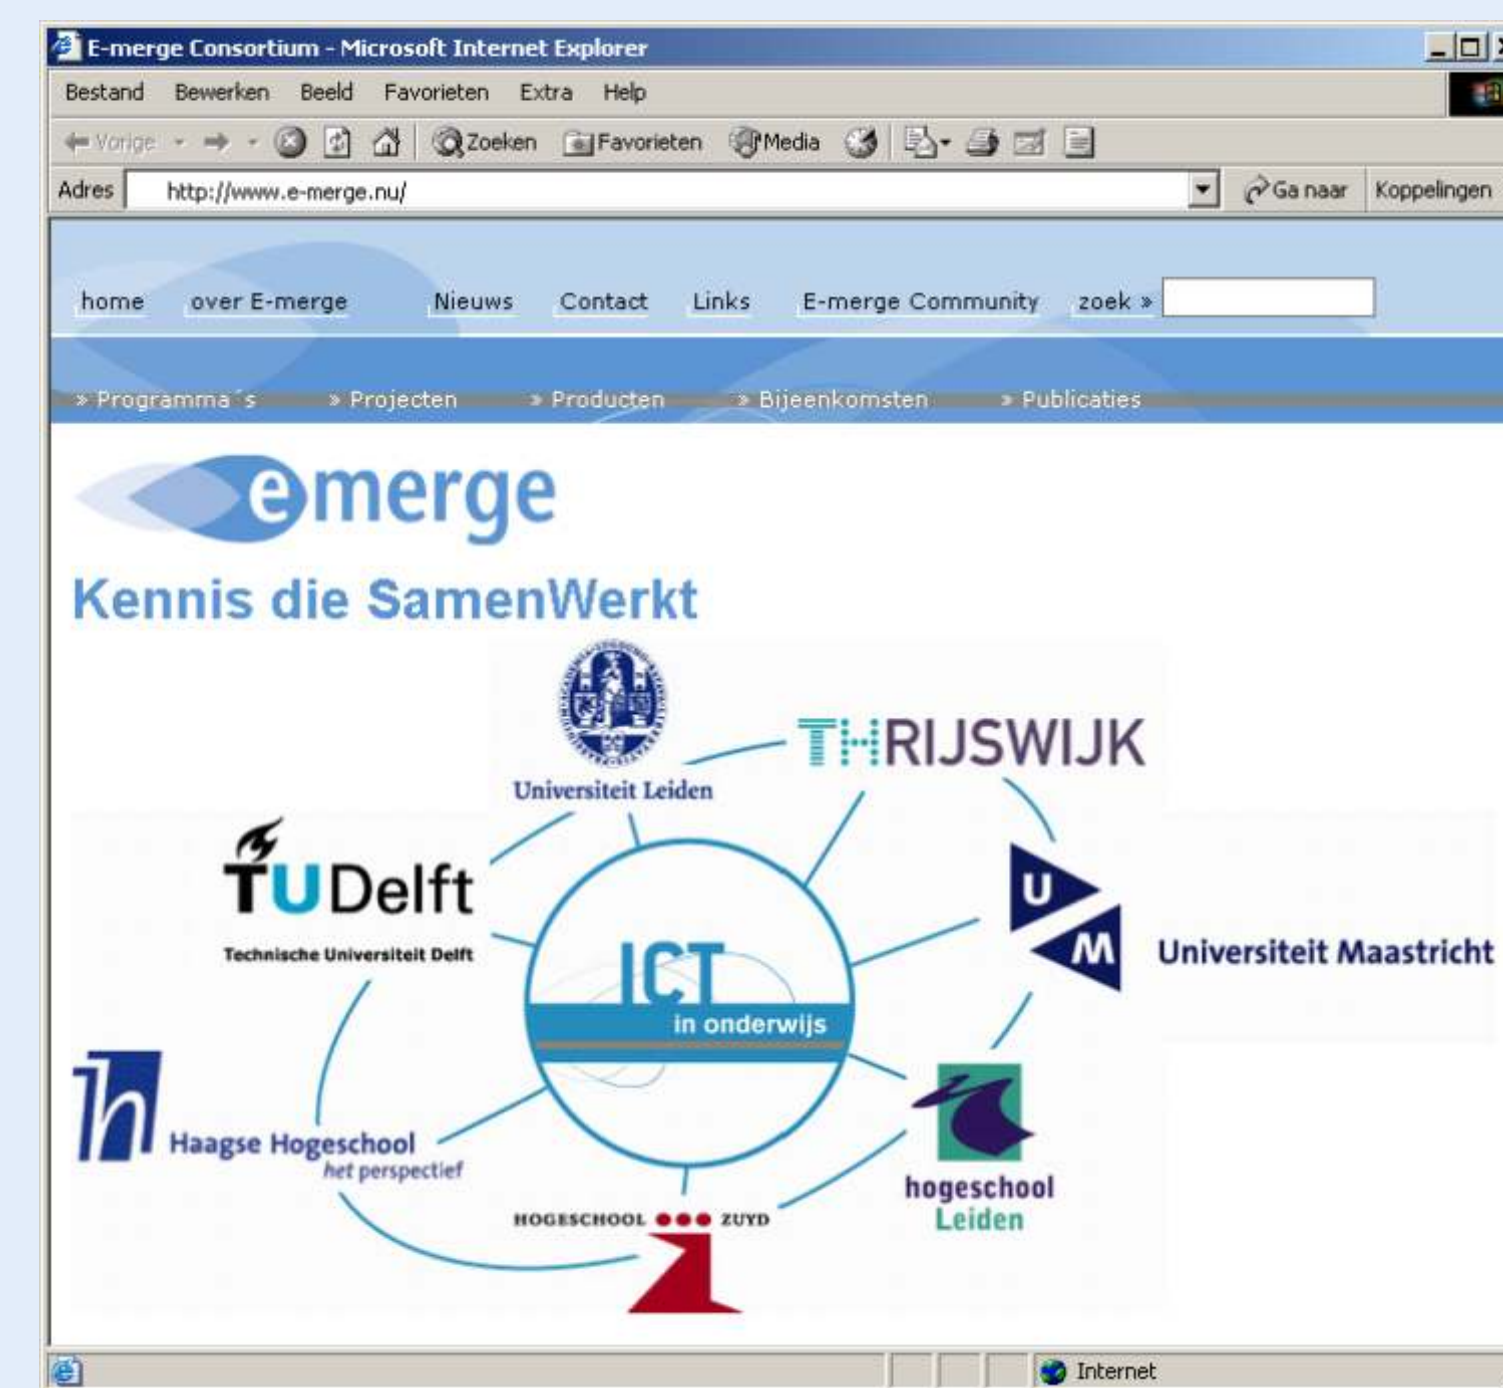 E-merge Consortium - Microsoft Internet Explorer
Bestand Bewerken Beeld Favorieten Extra Help
Vorige Zoeken Favorieten Media
Adres http://www.e-merge.nu/ Ga naar Koppelingen
home over E-merge Nieuws Contact Links E-merge Community zoek »
» Programma´s » Projecten » Producten » Bijeenkomsten » Publicaties
emerge
Kennis die SamenWerkt
THRIJSWIJK
Universiteit Leiden
TUDelft
Technische Universiteit Delft
U
M
Universiteit Maastricht
ICT
in onderwijs
h
Haagse Hogeschool
het perspectief
hogeschool
Leiden
HOGESCHOOL ZUYD
Internet